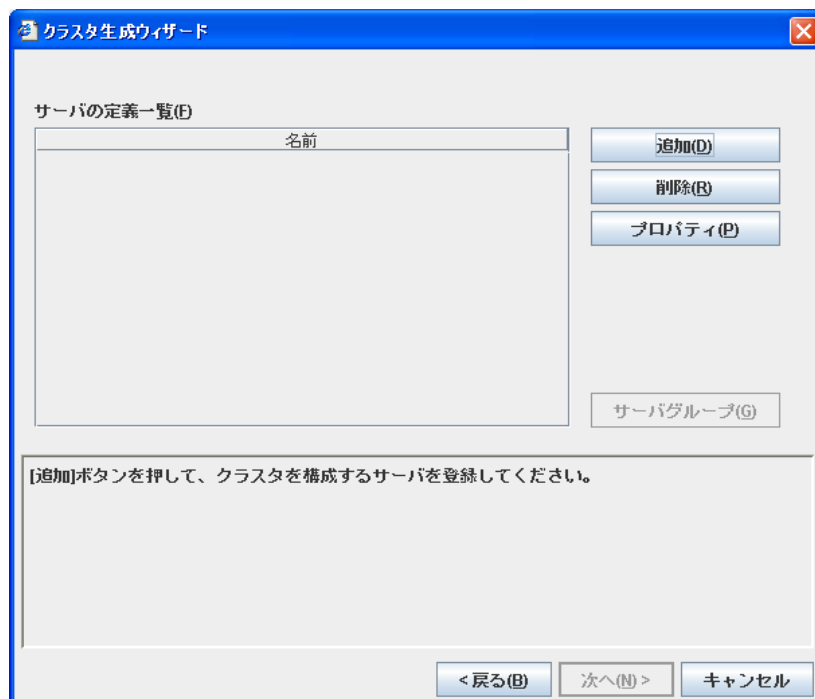 クラスタ生成ウィザード
サーバの定義一覧(F)
名前
追加(D)
削除(R)
プロパティ(P)
サーバグループ(G)
[追加]ボタンを押して、クラスタを構成するサーバを登録してください。
<戻る(B)
次へ(N)>
キャンセル